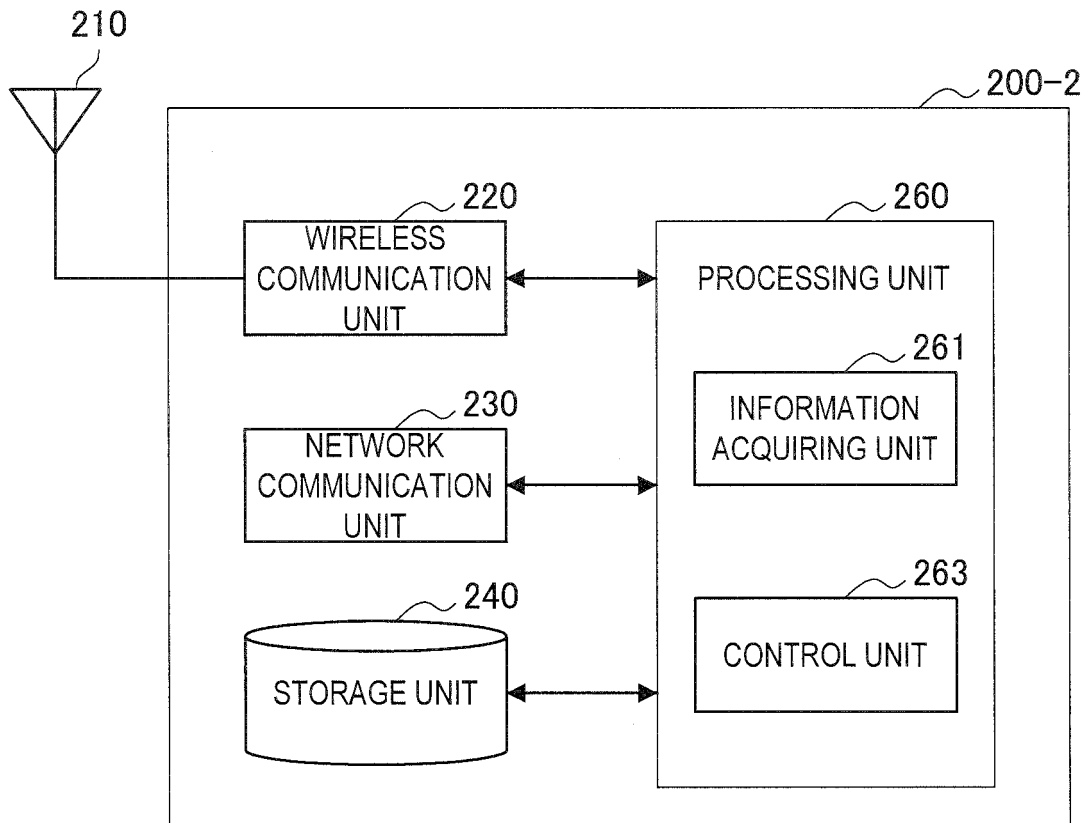 210
200-2
220
WIRELESS
COMMUNICATION
UNIT
260
PROCESSING UNIT
261
INFORMATION
ACQUIRING UNIT
230
NETWORK
COMMUNICATION
UNIT
240
STORAGE UNIT
263
CONTROL UNIT